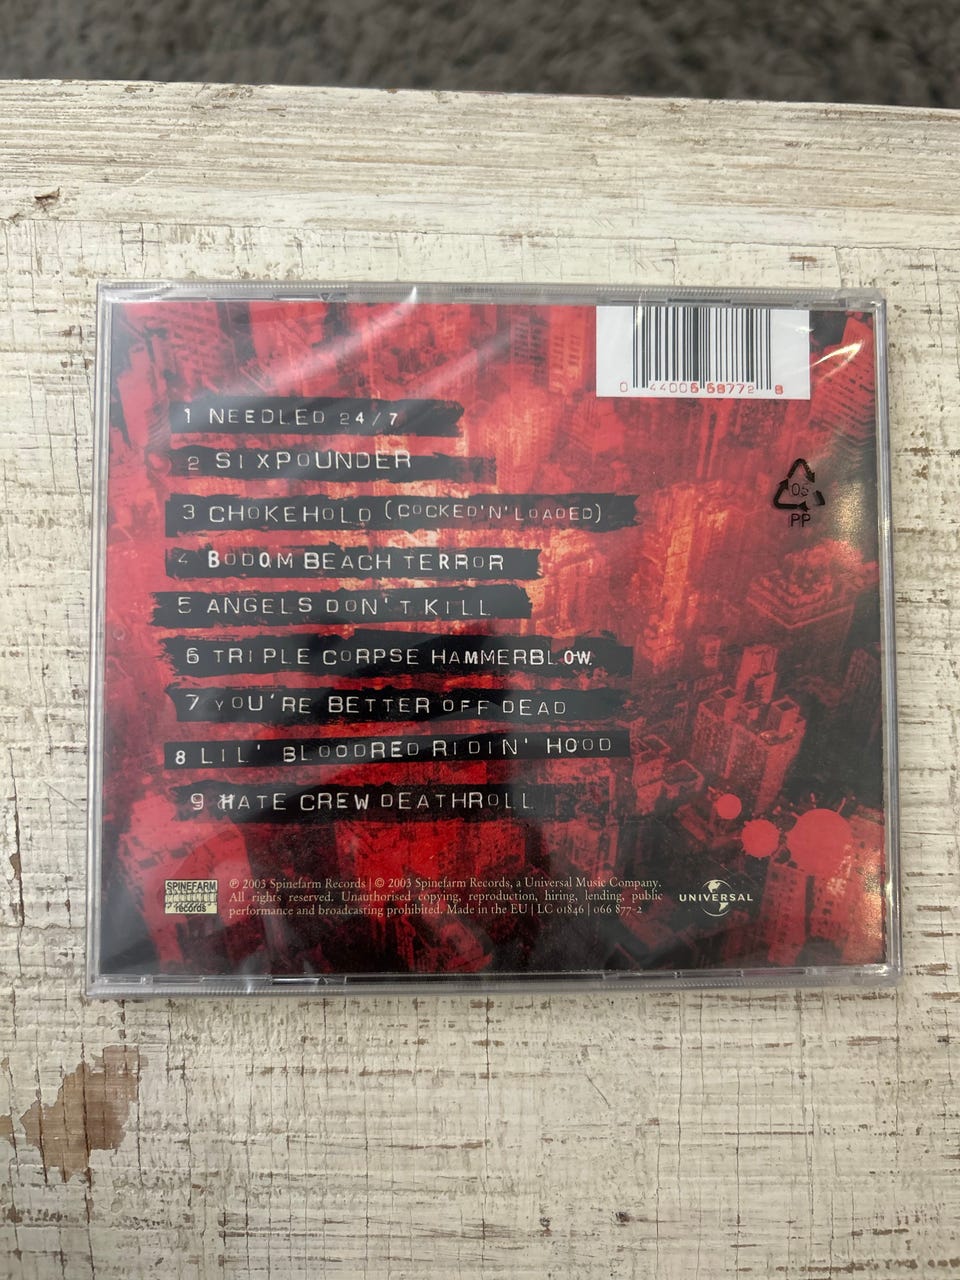 0 44006 68772 8
1 NEEDLED 24/7
2 SIXPOUNDER
3 CHOKEHOLD (COCKED'N'LOADED)
05
PP
4 BODOM BEACH TERROR
5 ANGELS DON'T KILL
6 TRIPLE CORPSE HAMMERBLOW
7 YOU'RE BETTER OFF DEAD
8 LIL' BLOODRED RIDIN' HOOD
9 HATE CREW DEATHROLL
SPINEFARM
records
℗ 2003 Spinefarm Records | © 2003 Spinefarm Records, a Universal Music Company.
All rights reserved. Unauthorised copying, reproduction, hiring, lending, public
performance and broadcasting prohibited. Made in the EU | LC 01846 | 066 877-2
UNIVERSAL